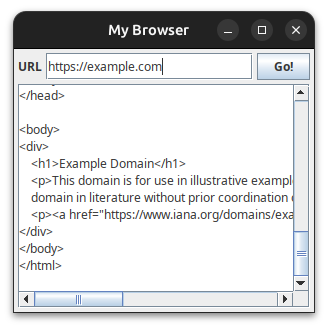 My Browser
URL https://example.com Go!
</head>
<body>
<div>
<h1>Example Domain</h1>
<p>This domain is for use in illustrative
domain in literature without prior coordination
<p><a href="https://www.iana.org/domains/exa
</div>
</body>
</html>